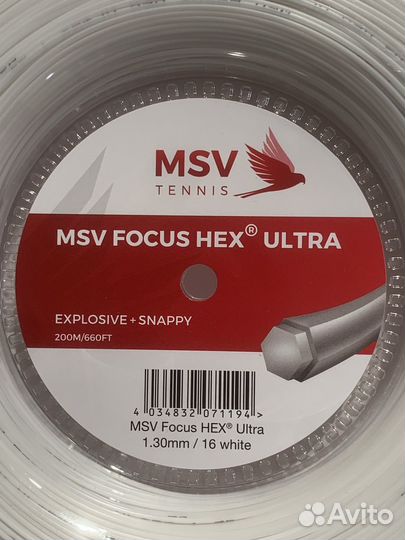 MSV
TENNIS
MSV FOCUS HEX® ULTRA
EXPLOSIVE + SNAPPY
200M/660FT
4 034832 071194 >
MSV Focus HEX® Ultra
1.30mm / 16 white
Avito